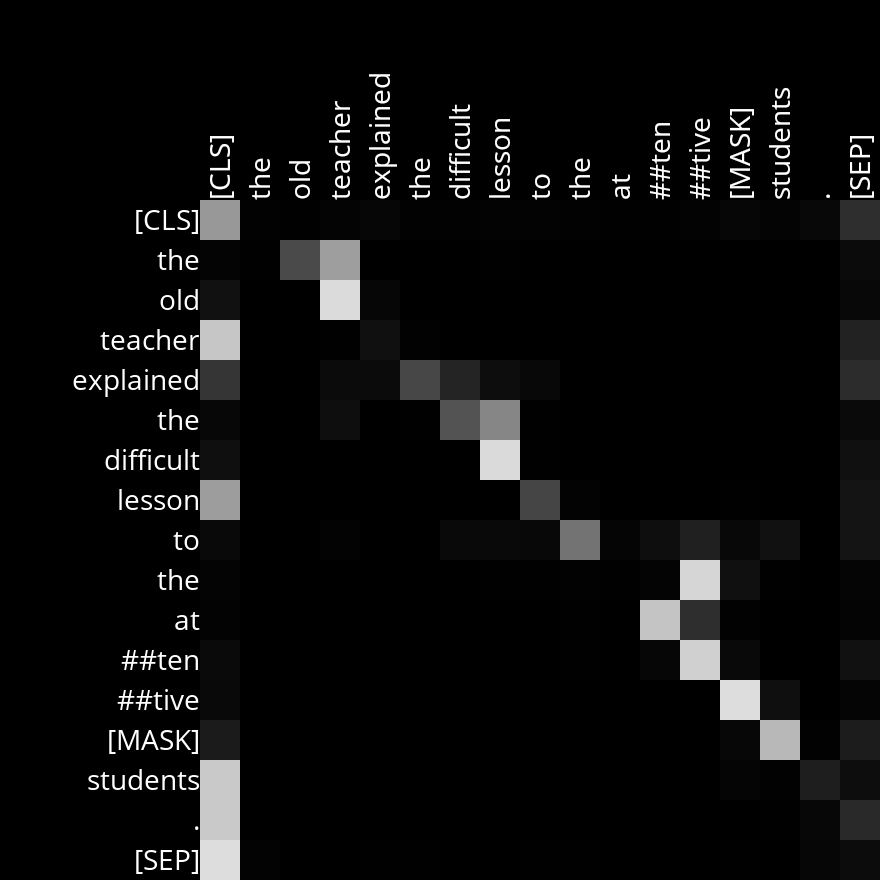 [CLS] the old teacher explained the difficult lesson to the at ##ten ##tive [MASK] students . [SEP]
[CLS]
the
old
teacher
explained
the
difficult
lesson
to
the
at
##ten
##tive
[MASK]
students
.
[SEP]